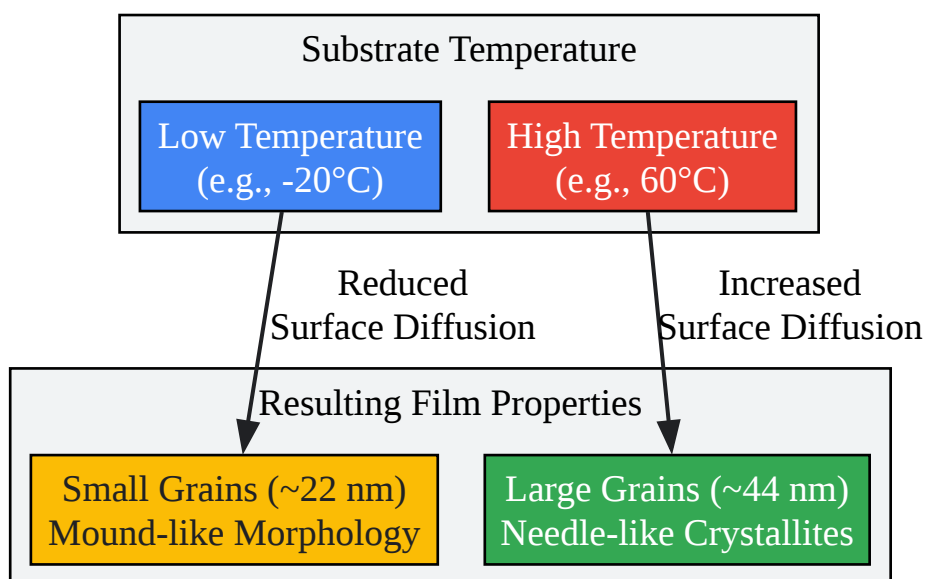 Substrate Temperature
Low Temperature
(e.g., -20°C)
High Temperature
(e.g., 60°C)
Reduced
Surface Diffusion
Increased
Surface Diffusion
Resulting Film Properties
Small Grains (~22 nm)
Mound-like Morphology
Large Grains (~44 nm)
Needle-like Crystallites